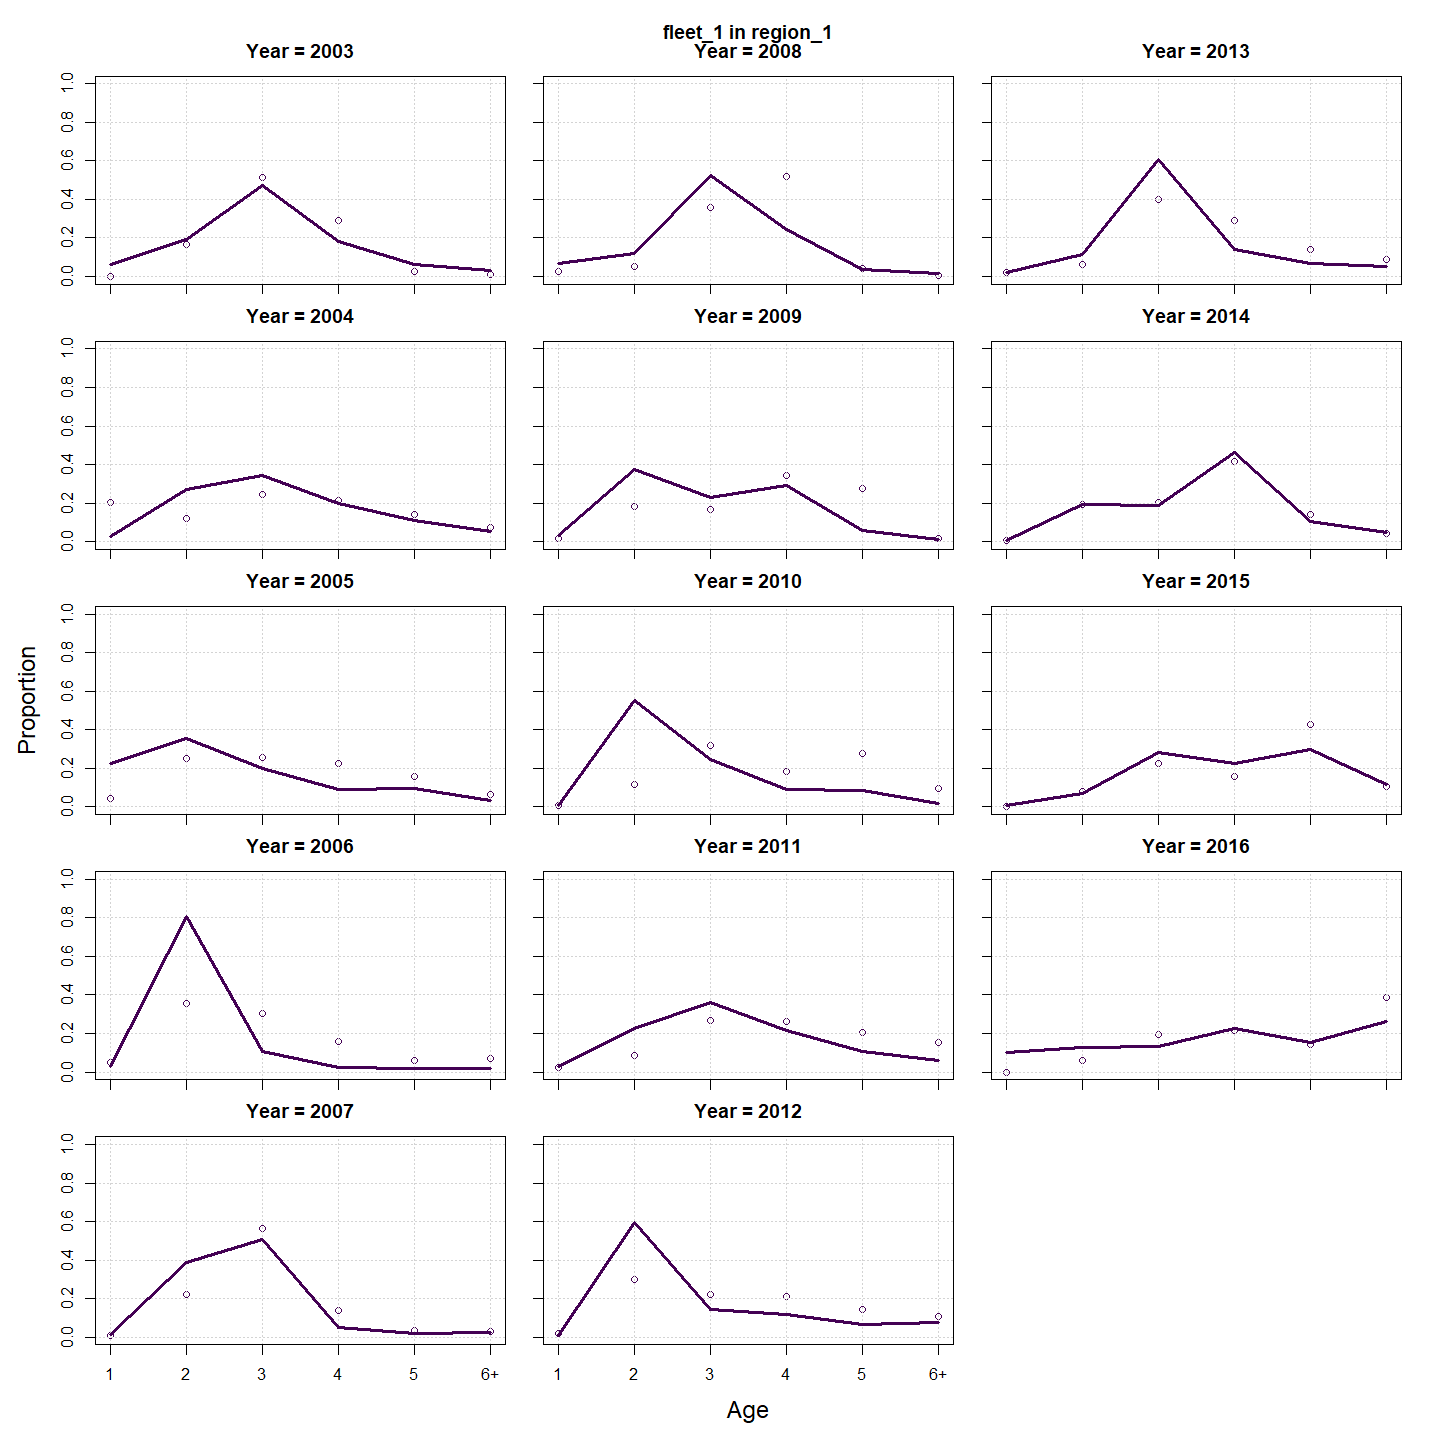 fleet_1 in region_1
Year = 2003
Year = 2008
Year = 2013
0.0 0.2 0.4 0.6 0.8 1.0
Year = 2004
Year = 2009
Year = 2014
0.0 0.2 0.4 0.6 0.8 1.0
Year = 2005
Year = 2010
Year = 2015
0.0 0.2 0.4 0.6 0.8 1.0
Proportion
Year = 2006
Year = 2011
Year = 2016
0.0 0.2 0.4 0.6 0.8 1.0
Year = 2007
Year = 2012
0.0 0.2 0.4 0.6 0.8 1.0
1 2 3 4 5 6+
1 2 3 4 5 6+
Age